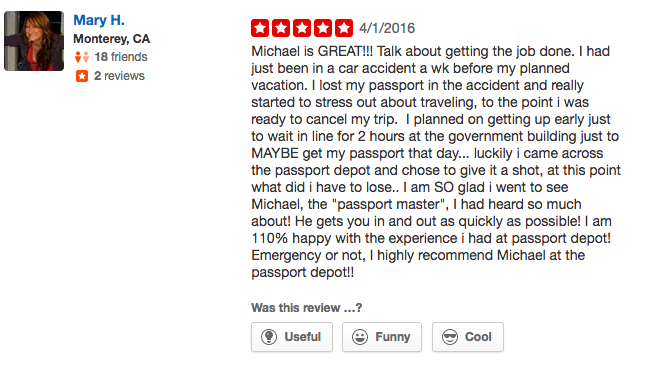 Mary H.
Monterey, CA
18 friends
2 reviews
4/1/2016
Michael is GREAT!!! Talk about getting the job done. I had
just been in a car accident a wk before my planned
vacation. I lost my passport in the accident and really
started to stress out about traveling, to the point i was
ready to cancel my trip.  I planned on getting up early just
to wait in line for 2 hours at the government building just to
MAYBE get my passport that day... luckily i came across
the passport depot and chose to give it a shot, at this point
what did i have to lose.. I am SO glad i went to see
Michael, the "passport master", I had heard so much
about! He gets you in and out as quickly as possible! I am
110% happy with the experience i had at passport depot!
Emergency or not, I highly recommend Michael at the
passport depot!!
Was this review ...?
Useful
Funny
Cool